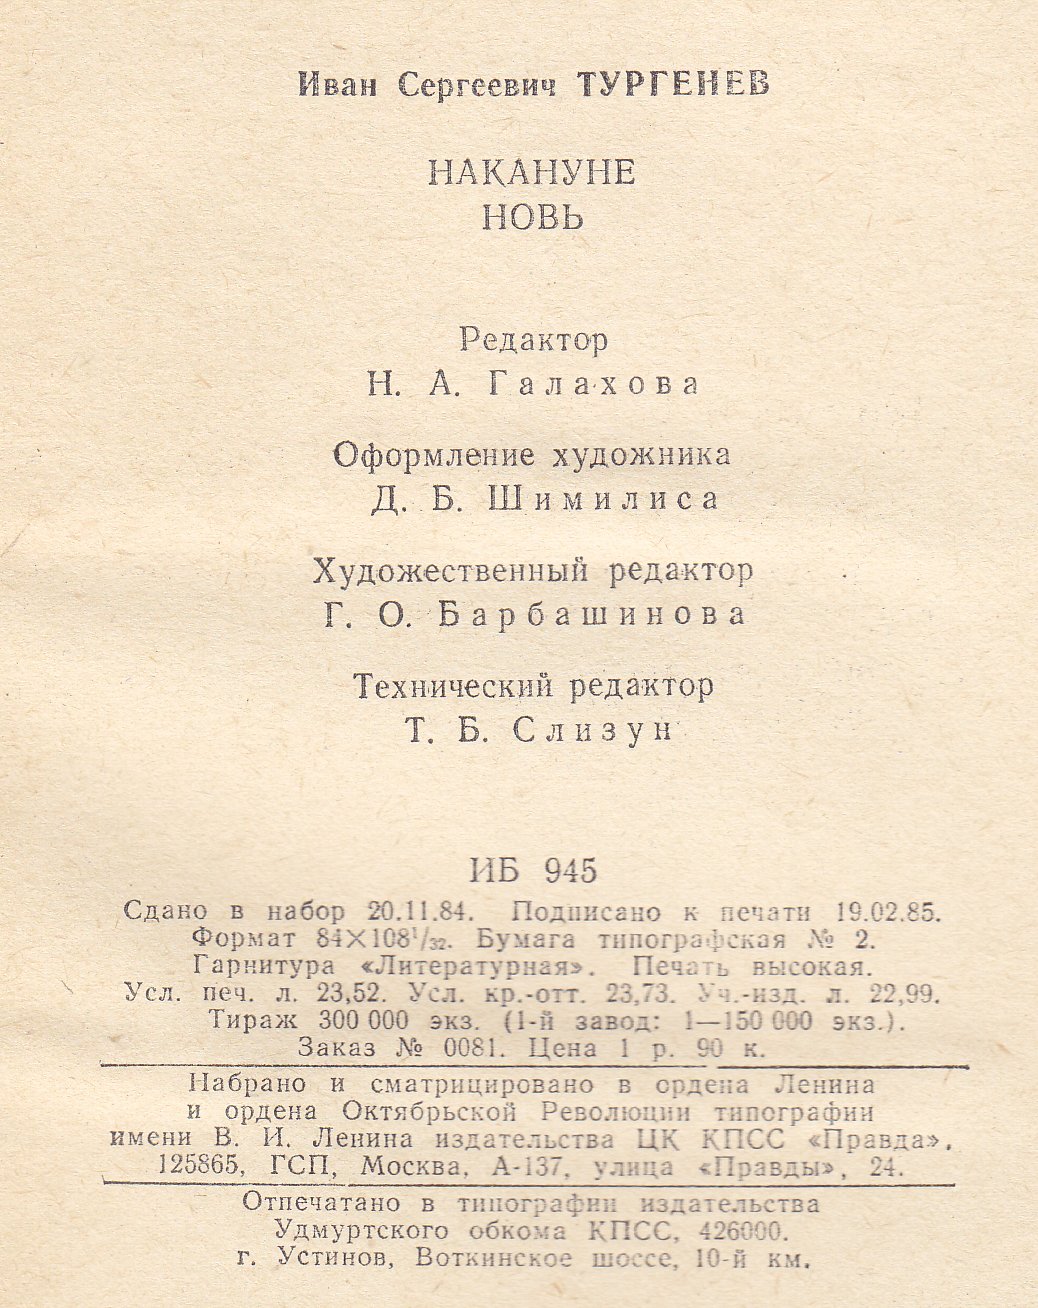 Иван Сергеевич ТУРГЕНЕВ
НАКАНУНЕ
НОВЬ
Редактор
Н. А. Галахова
Оформление художника
Д. Б. Шимилиса
Художественный редактор
Г. О. Барбашинова
Технический редактор
Т. Б. Слизун
ИБ 945
Сдано в набор 20.11.84. Подписано к печати 19.02.85.
Формат 84×108¹/₃₂. Бумага типографская № 2.
Гарнитура «Литературная». Печать высокая.
Усл. печ. л. 23,52. Усл. кр.-отт. 23,73. Уч.-изд. л. 22,99.
Тираж 300 000 экз. (1-й завод: 1—150 000 экз.).
Заказ № 0081. Цена 1 р. 90 к.
Набрано и сматрицировано в ордена Ленина
и ордена Октябрьской Революции типографии
имени В. И. Ленина издательства ЦК КПСС «Правда».
125865, ГСП, Москва, А-137, улица «Правды», 24.
Отпечатано в типографии издательства
Удмуртского обкома КПСС, 426000.
г. Устинов, Воткинское шоссе, 10-й км.